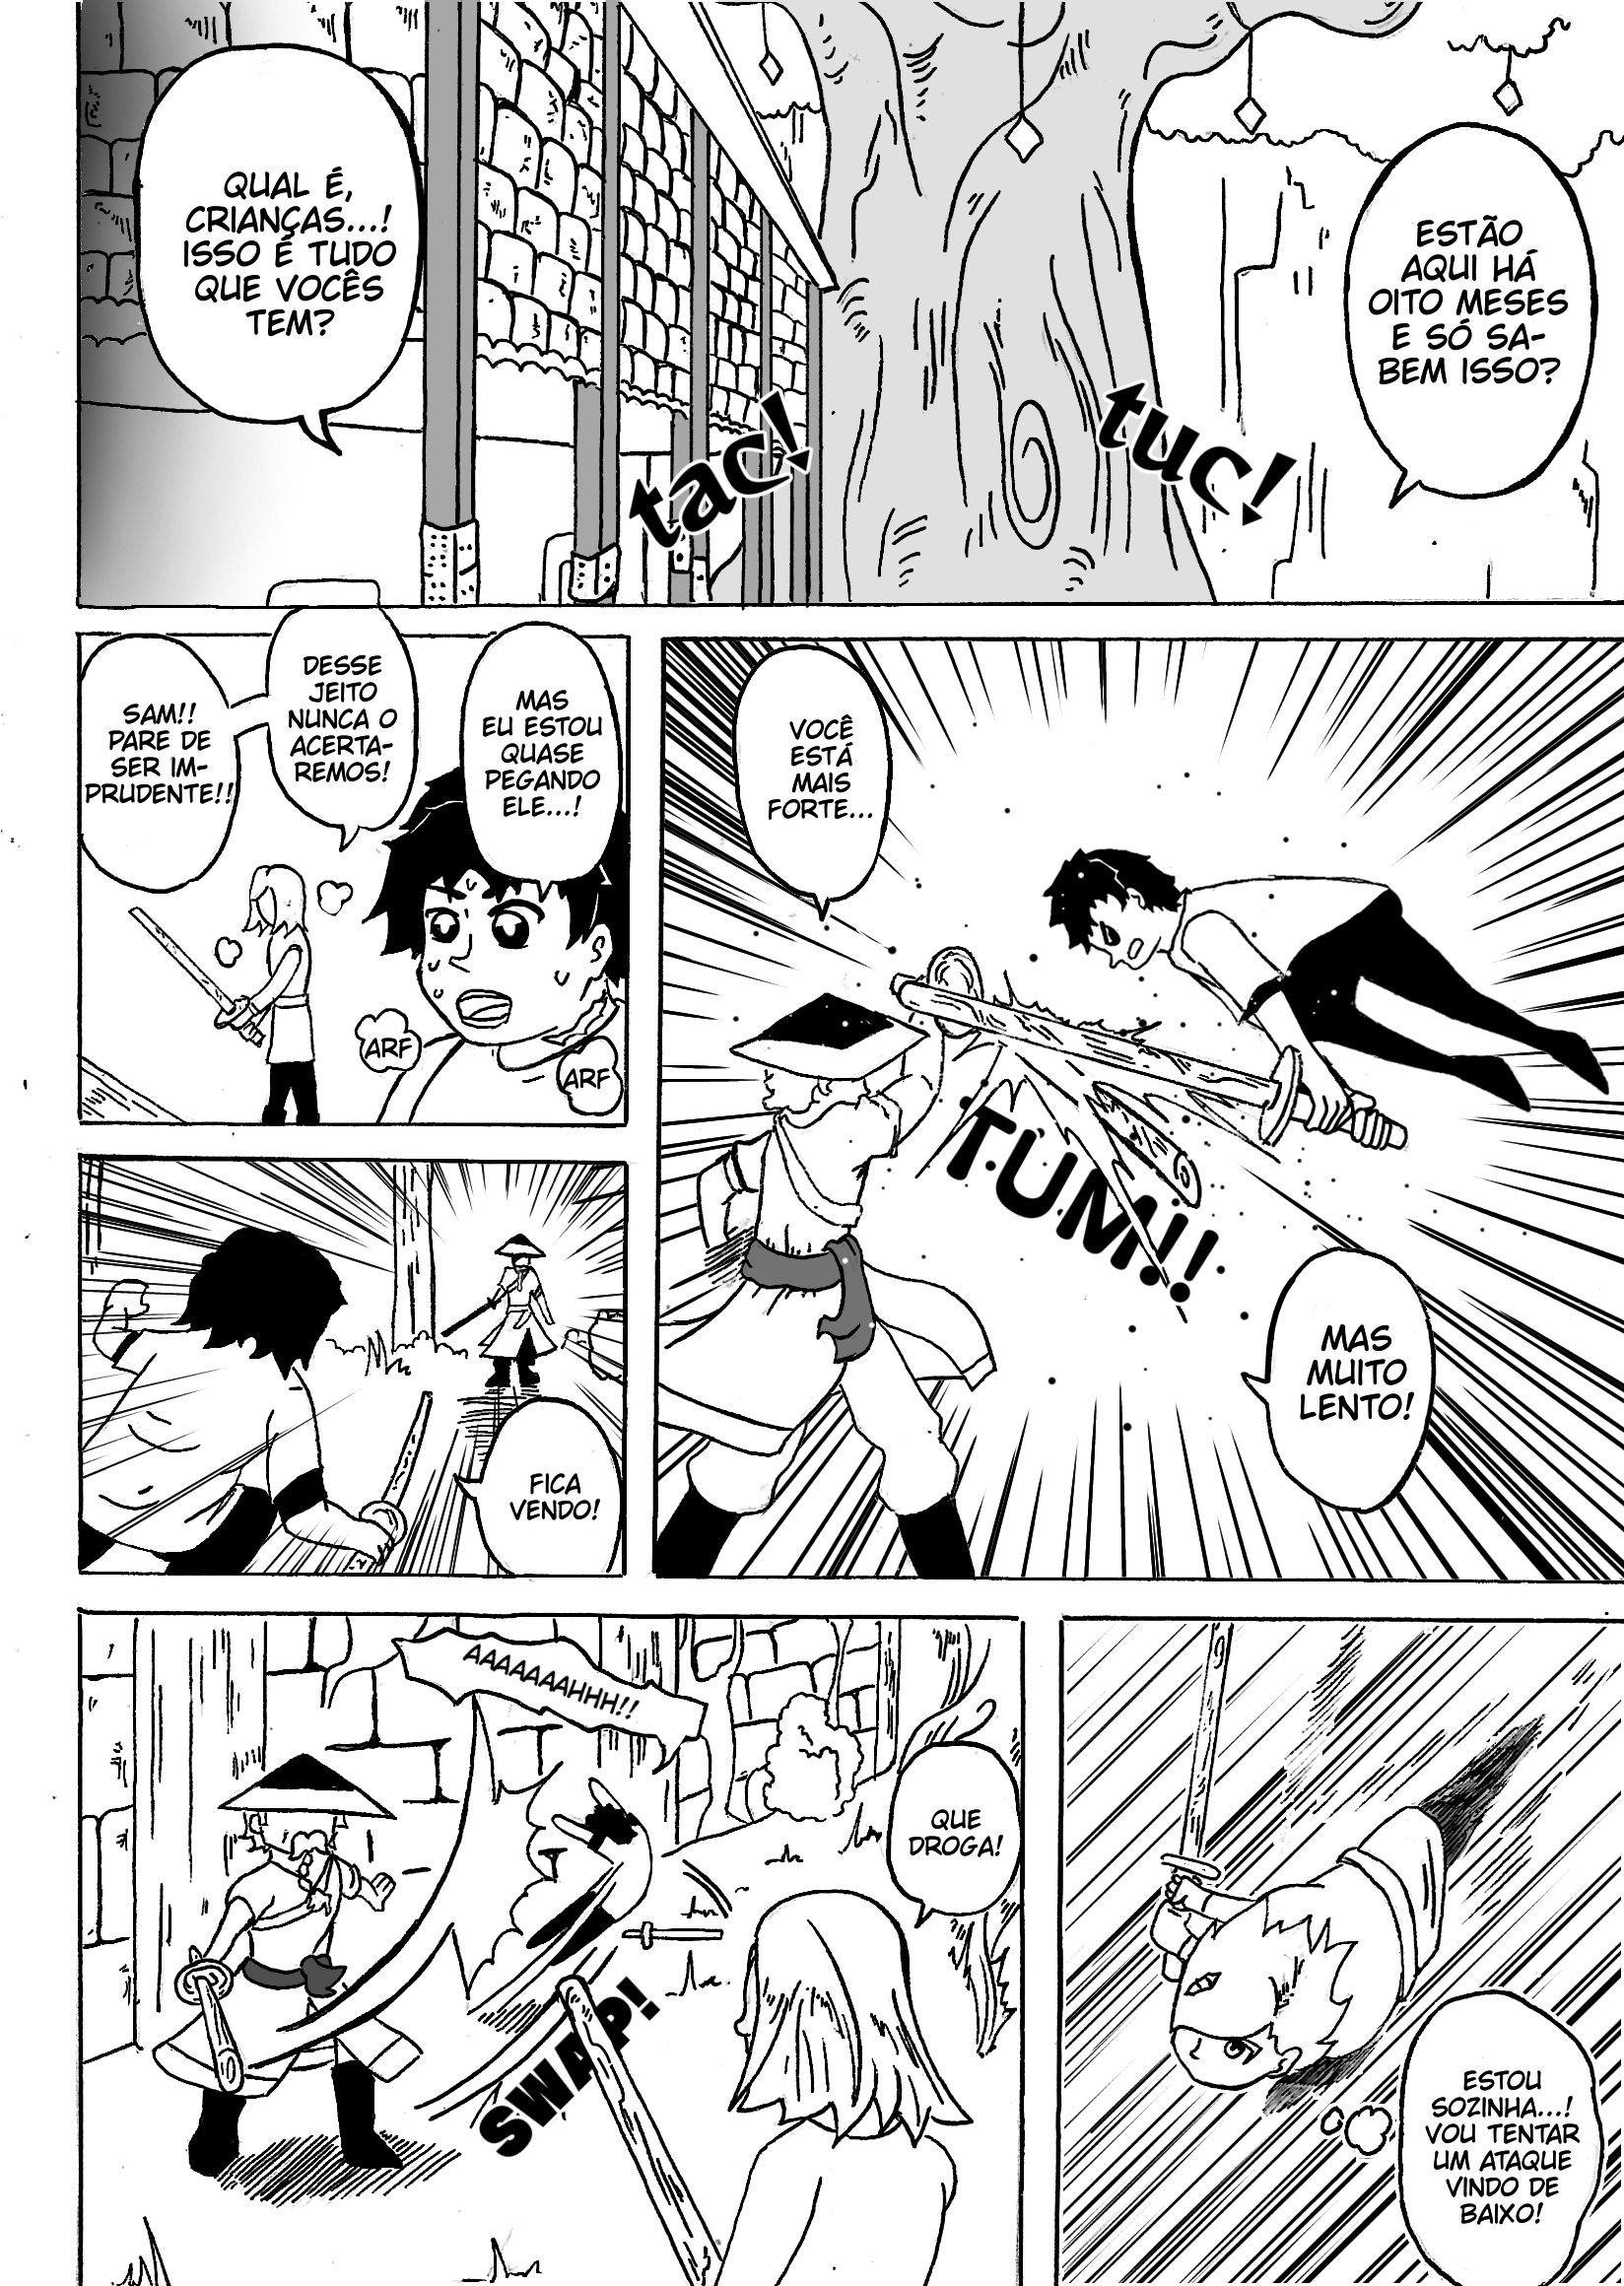 QUAL É,
CRIANÇAS...!
ISSO É TUDO
QUE VOCÊS
TEM?
ESTÃO
AQUI HÁ
OITO MESES
E SÓ SA-
BEM ISSO?
tac!
tuc!
SAM!!
PARE DE
SER IM-
PRUDENTE!!
DESSE
JEITO
NUNCA O
ACERTA-
REMOS!
MAS
EU ESTOU
QUASE
PEGANDO
ELE...!
ARF
ARF
FICA
VENDO!
VOCÊ
ESTÁ
MAIS
FORTE...
TUM!!
MAS
MUITO
LENTO!
AAAAAAAHHH!!
QUE
DROGA!
SWAP!
ESTOU
SOZINHA...!
VOU TENTAR
UM ATAQUE
VINDO DE
BAIXO!